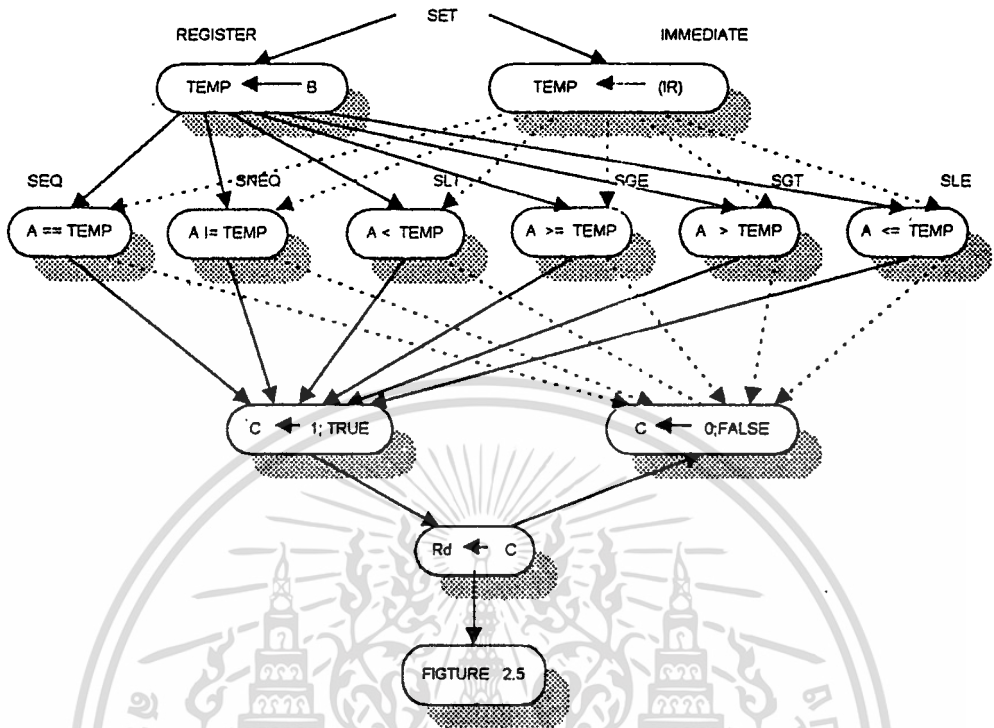 SET
REGISTER IMMEDIATE
TEMP B TEMP (IR)
SEQ SNEQ SLT SGE SGT SLE
A == TEMP A != TEMP A < TEMP A >= TEMP A > TEMP A <= TEMP
C 1; TRUE C 0;FALSE
Rd C
FIGTURE 2.5